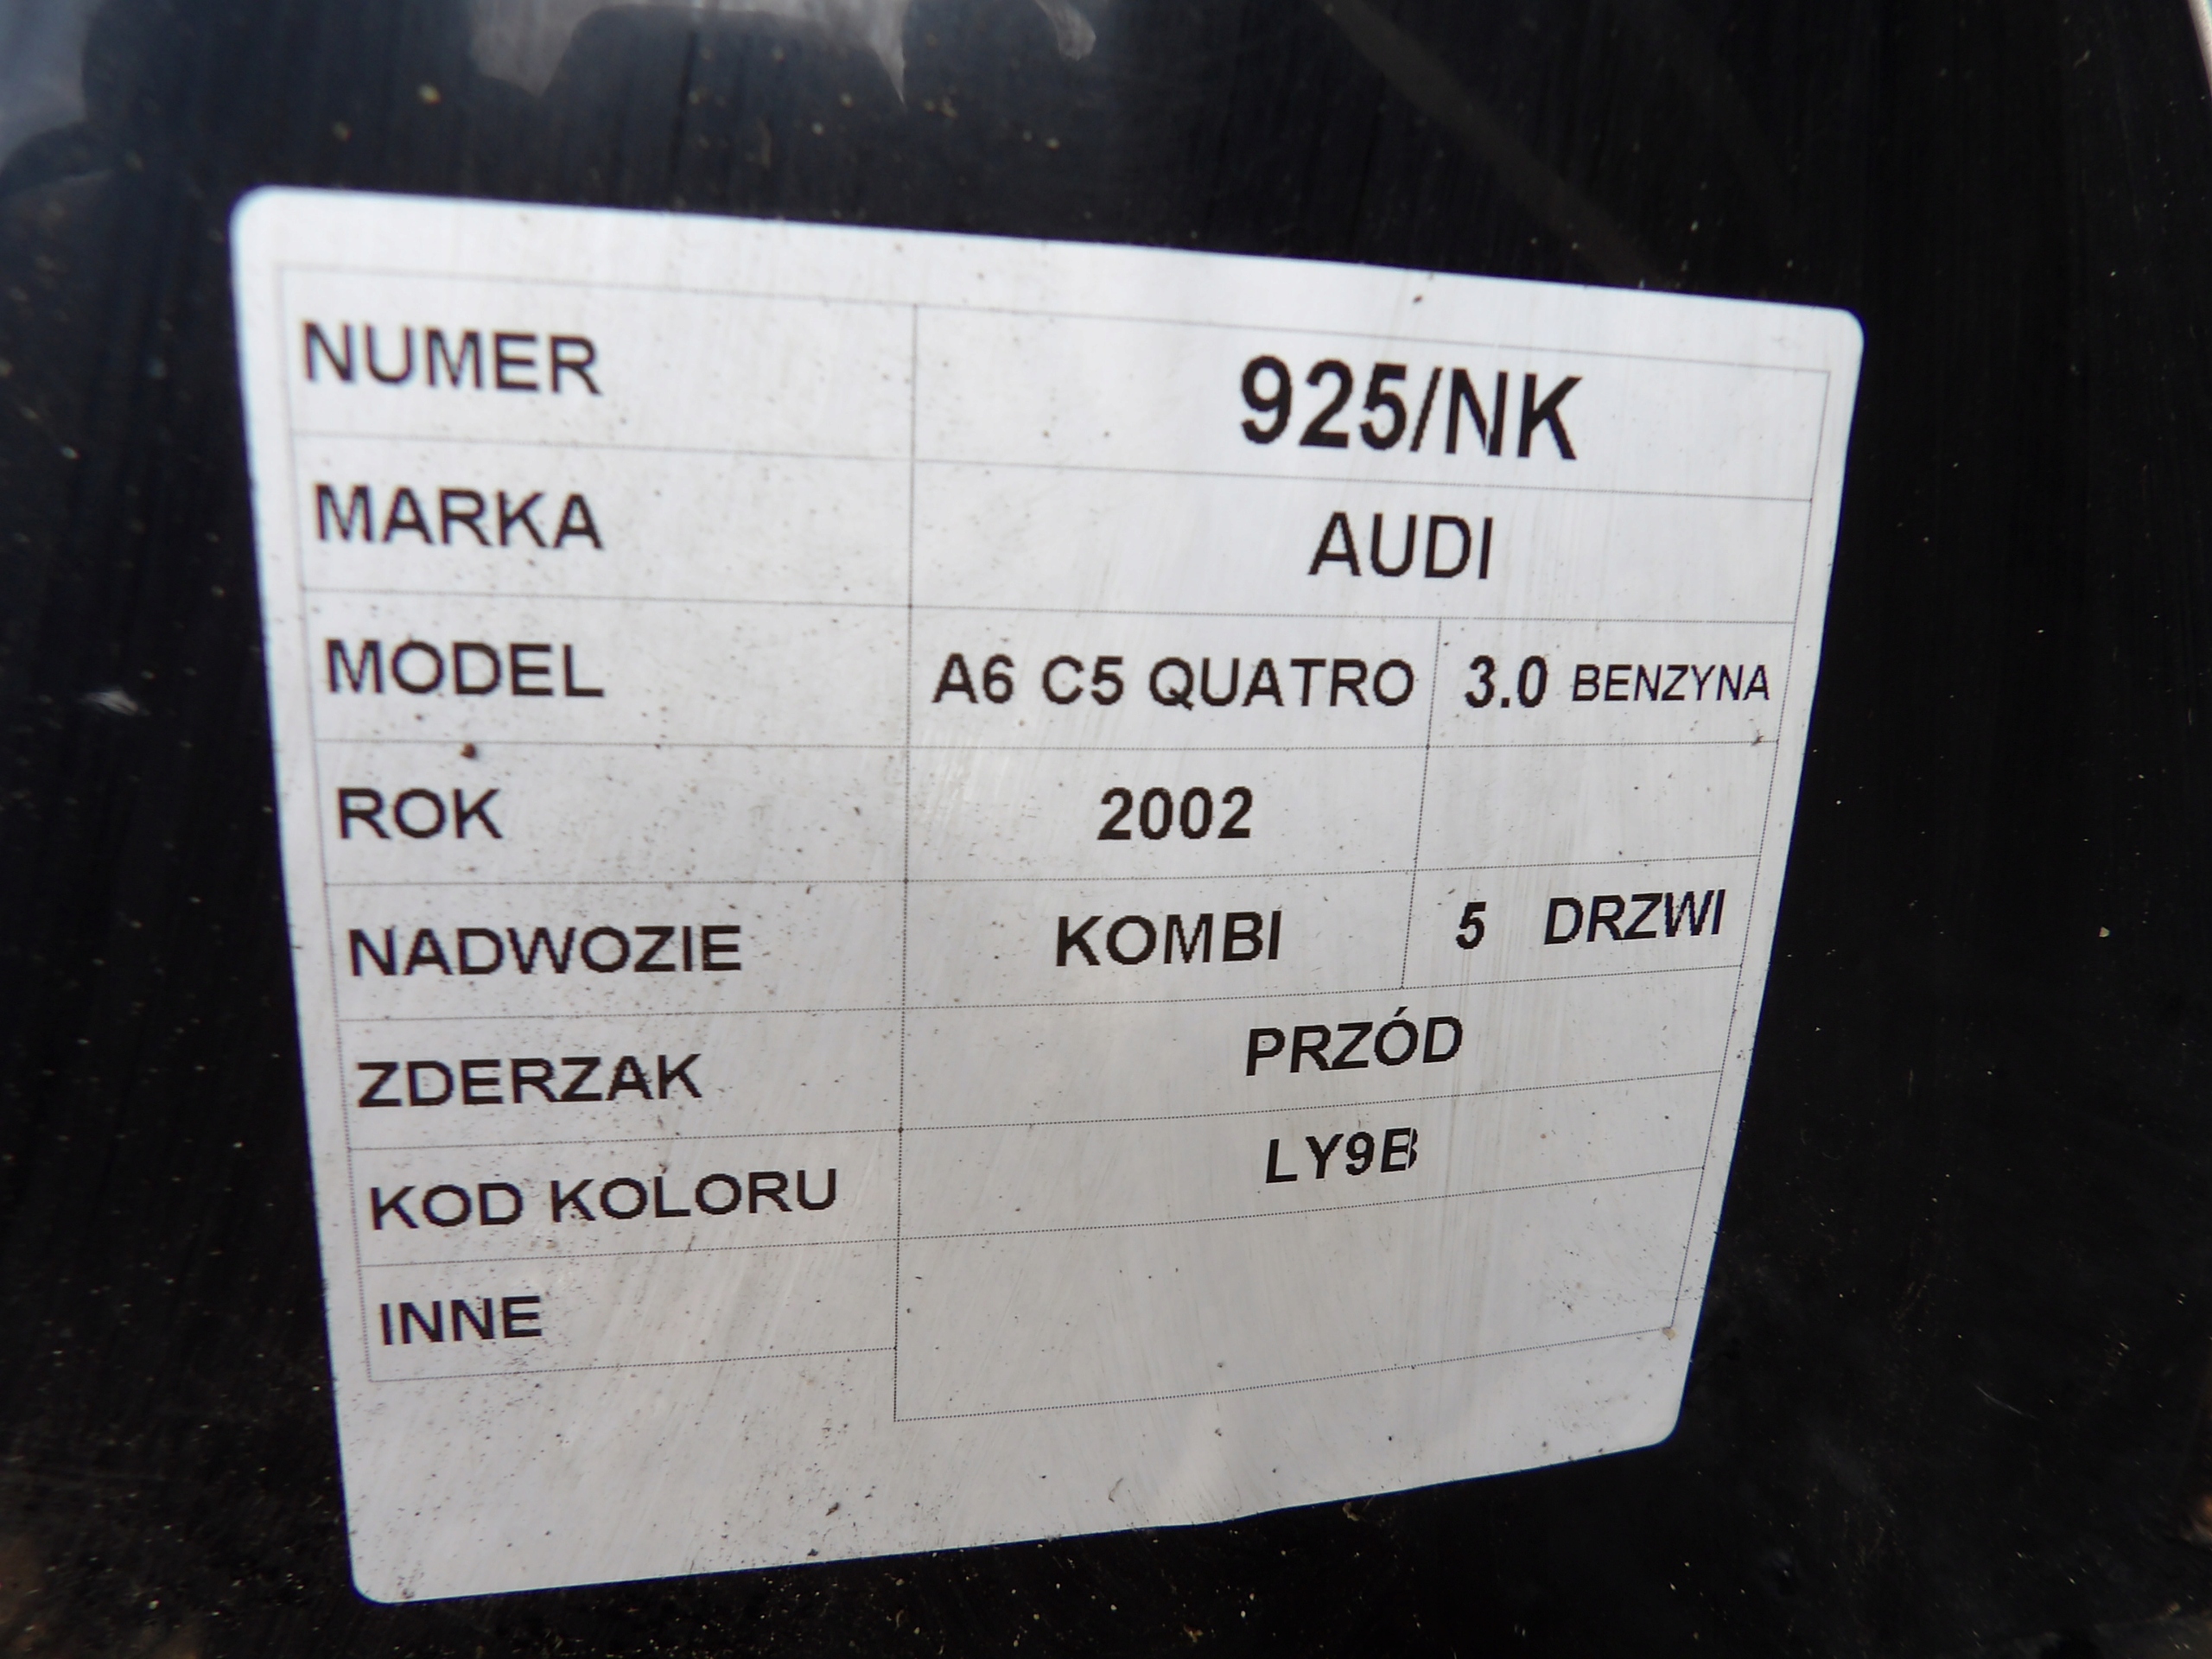 NUMER 925/NK
MARKA AUDI
MODEL A6 C5 QUATRO 3.0 BENZYNA
ROK 2002
NADWOZIE KOMBI 5 DRZWI
ZDERZAK PRZÓD
KOD KOLORU LY9B
INNE